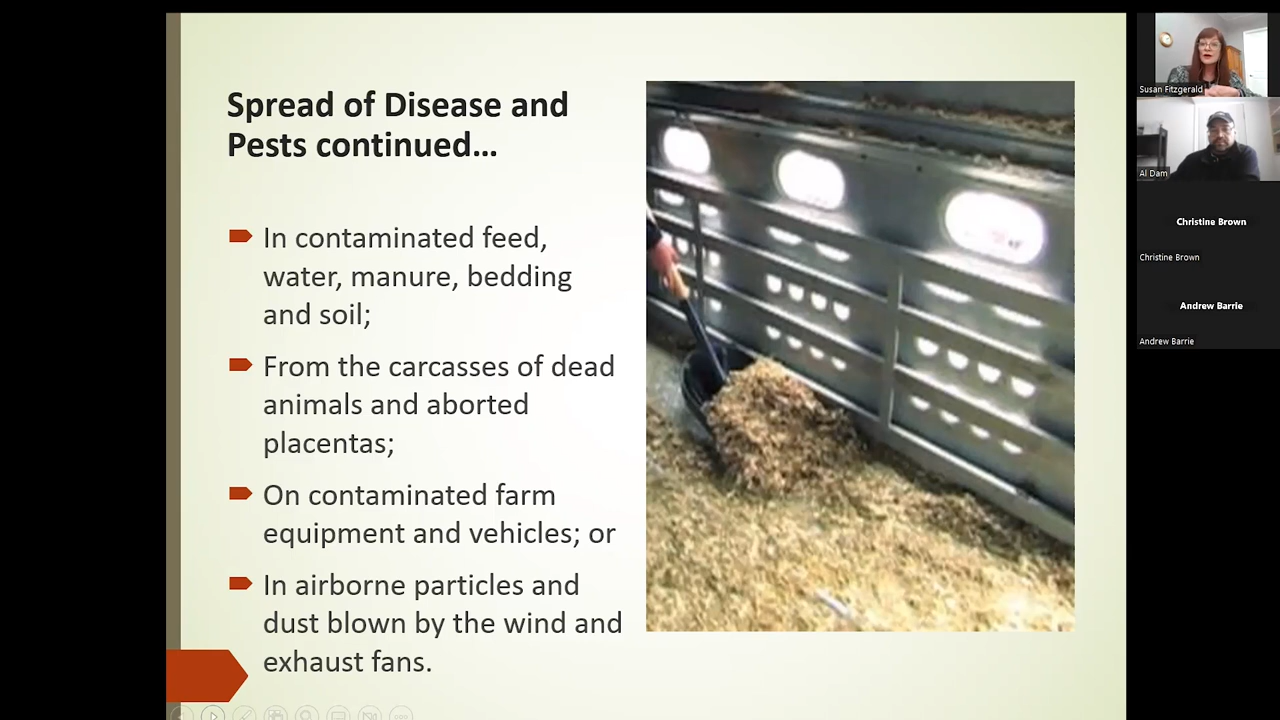 Spread of Disease and
Pests continued...
In contaminated feed,
water, manure, bedding
and soil;
From the carcasses of dead
animals and aborted
placentas;
On contaminated farm
equipment and vehicles; or
In airborne particles and
dust blown by the wind and
exhaust fans.
Susan Fitzgerald
Al Dam
Christine Brown
Christine Brown
Andrew Barrie
Andrew Barrie